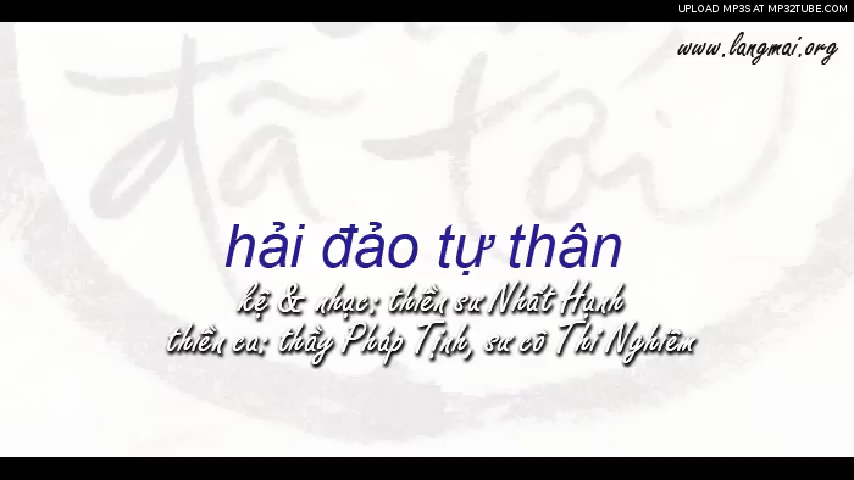 UPLOAD MP3S AT MP32TUBE.COM
www.langmai.org
đã tới
hải đảo tự thân
kệ & nhạc: thiền sư Nhất Hạnh
thiền ca: thầy Pháp Tịnh, sư cô Thi Nghiêm